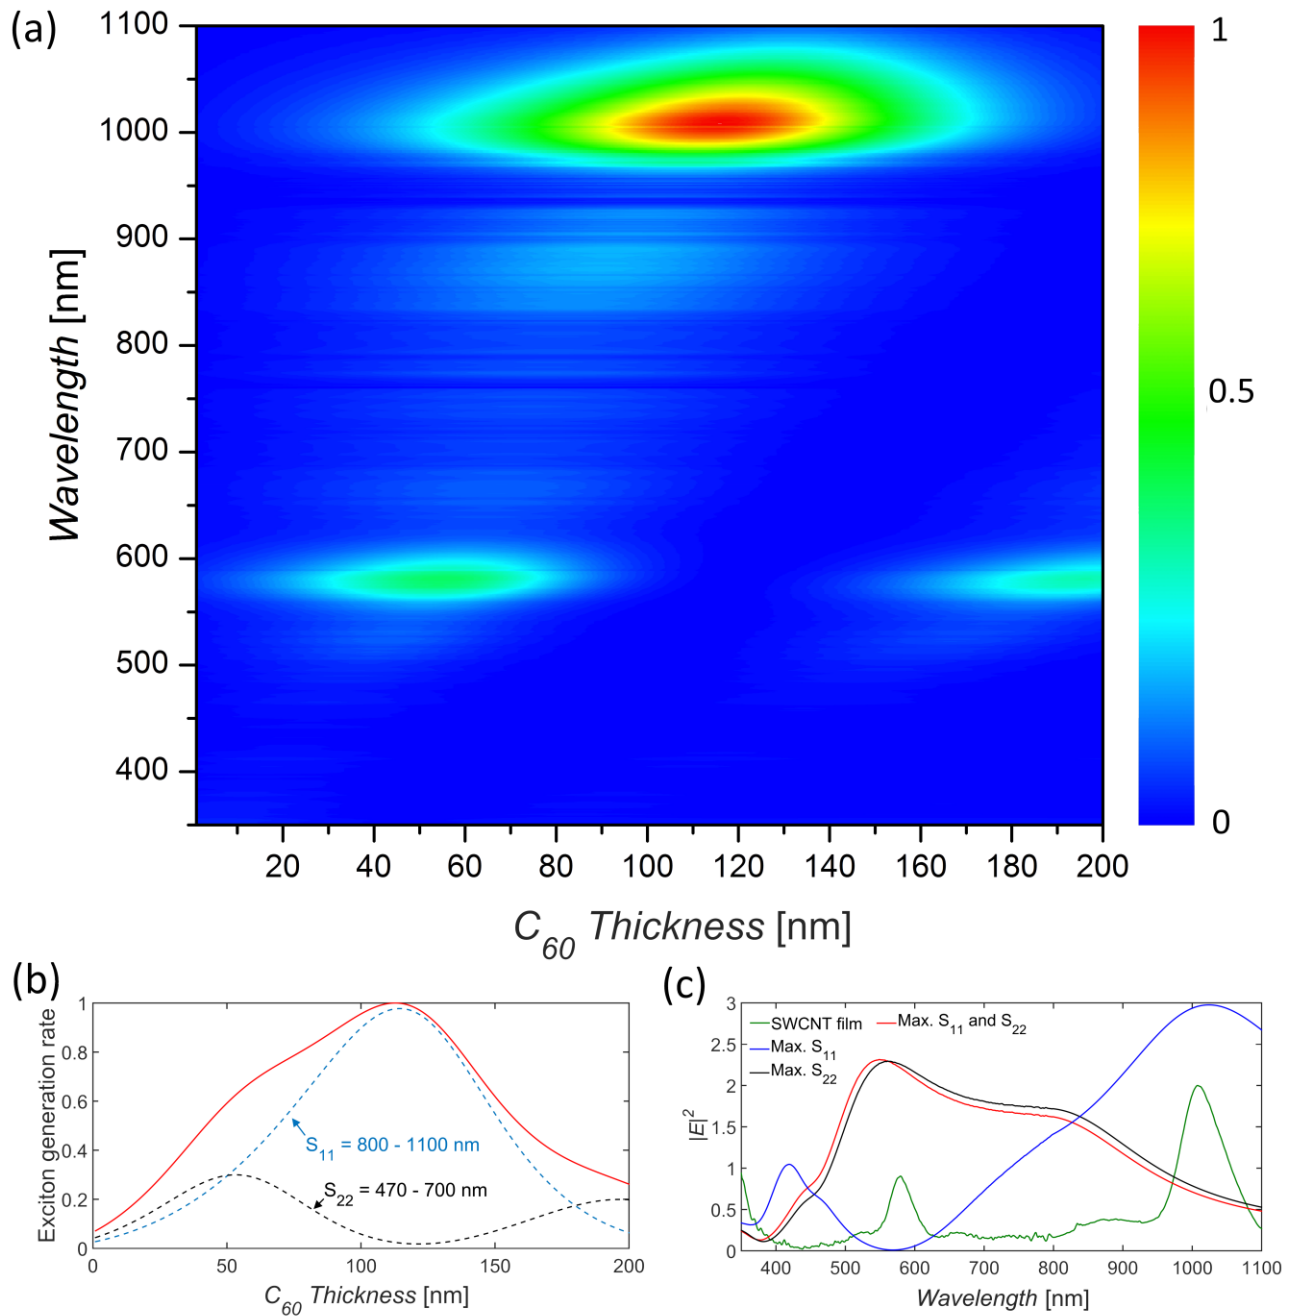 (a)
1100
1000
900
800
700
600
500
400
Wavelength [nm]
20 40 60 80 100 120 140 160 180 200
C60 Thickness [nm]
1
0.5
0
(b)
1
0.8
0.6
0.4
0.2
0
Exciton generation rate
S11 = 800 - 1100 nm
S22 = 470 - 700 nm
0 50 100 150 200
C60 Thickness [nm]
(c)
3
2.5
2
1.5
1
0.5
0
|E|²
SWCNT film
Max. S11 and S22
Max. S11
Max. S22
400 500 600 700 800 900 1000 1100
Wavelength [nm]